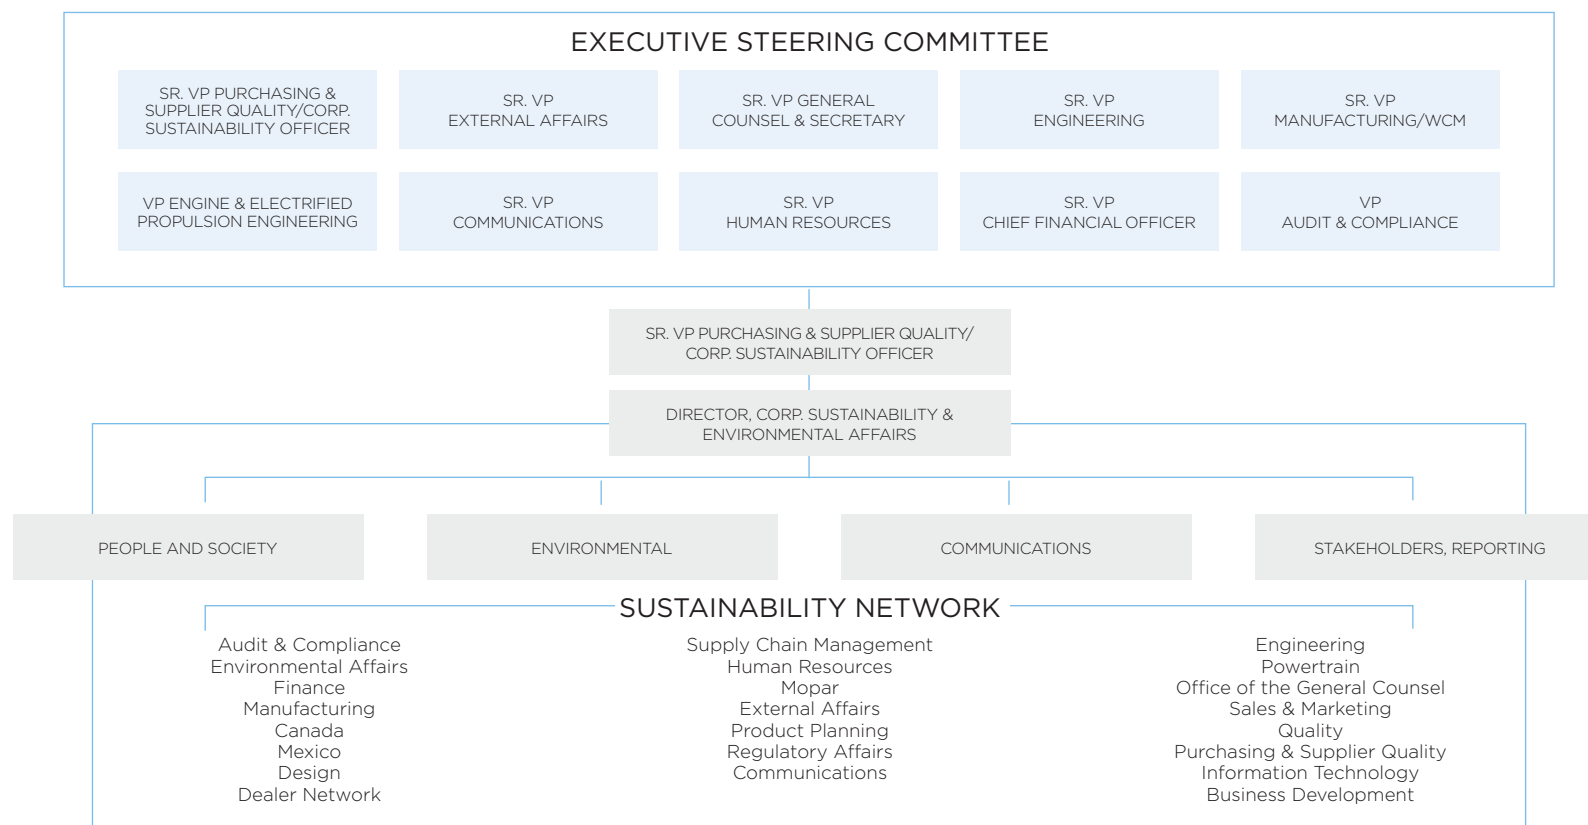 EXECUTIVE STEERING COMMITTEE
SR. VP PURCHASING &
SUPPLIER QUALITY/CORP.
SUSTAINABILITY OFFICER
SR. VP
EXTERNAL AFFAIRS
SR. VP GENERAL
COUNSEL & SECRETARY
SR. VP
ENGINEERING
SR. VP
MANUFACTURING/WCM
VP ENGINE & ELECTRIFIED
PROPULSION ENGINEERING
SR. VP
COMMUNICATIONS
SR. VP
HUMAN RESOURCES
SR. VP
CHIEF FINANCIAL OFFICER
VP
AUDIT & COMPLIANCE
SR. VP PURCHASING & SUPPLIER QUALITY/
CORP. SUSTAINABILITY OFFICER
DIRECTOR, CORP. SUSTAINABILITY &
ENVIRONMENTAL AFFAIRS
PEOPLE AND SOCIETY
ENVIRONMENTAL
COMMUNICATIONS
STAKEHOLDERS, REPORTING
SUSTAINABILITY NETWORK
Audit & Compliance
Environmental Affairs
Finance
Manufacturing
Canada
Mexico
Design
Dealer Network
Supply Chain Management
Human Resources
Mopar
External Affairs
Product Planning
Regulatory Affairs
Communications
Engineering
Powertrain
Office of the General Counsel
Sales & Marketing
Quality
Purchasing & Supplier Quality
Information Technology
Business Development